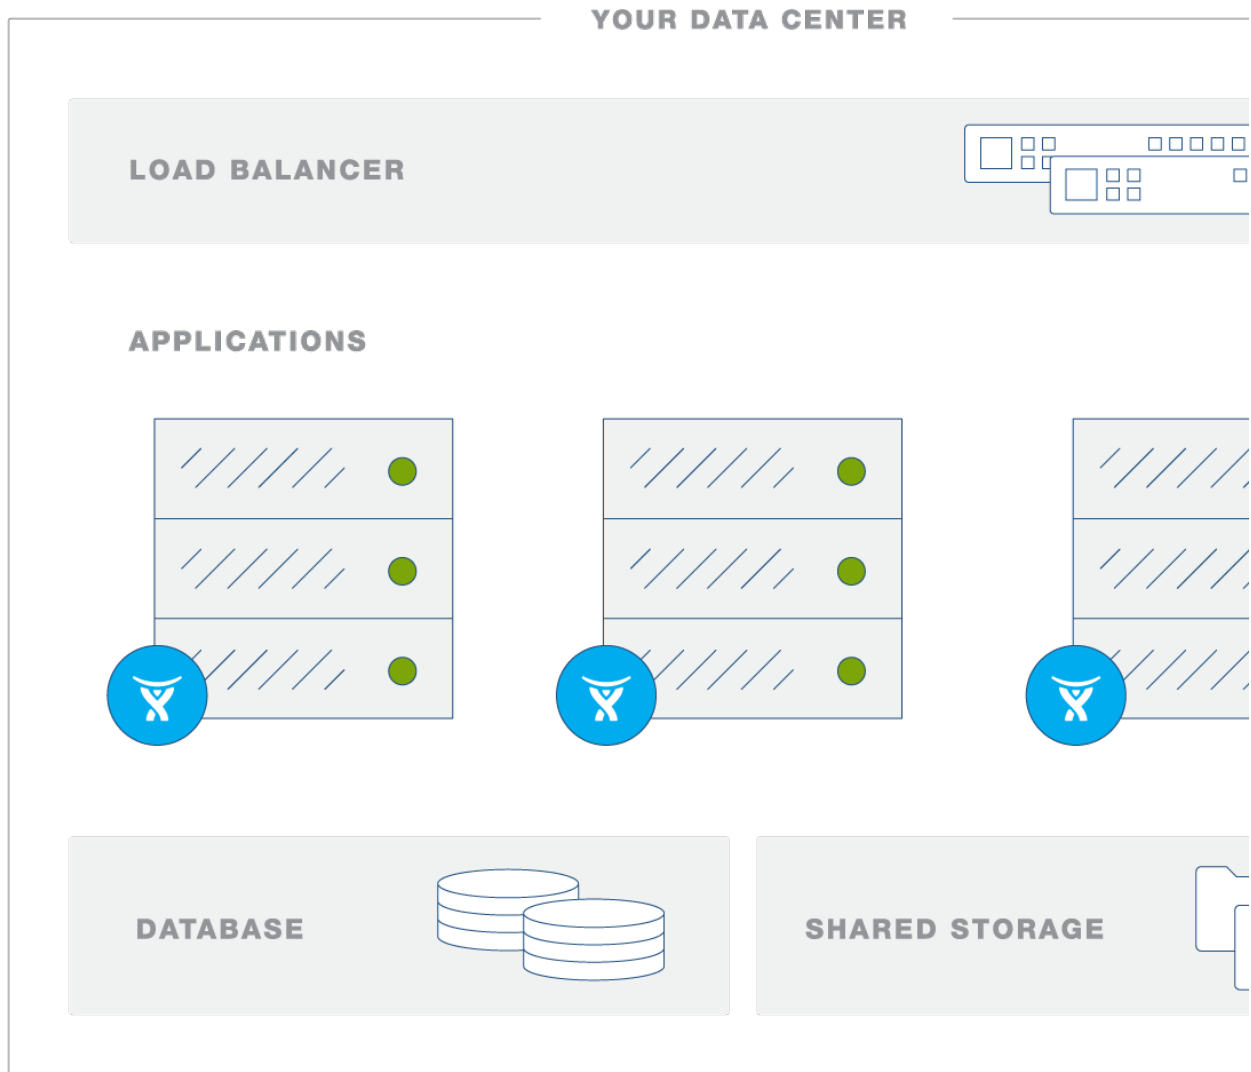 YOUR DATA CENTER
LOAD BALANCER
APPLICATIONS
DATABASE
SHARED STORAGE